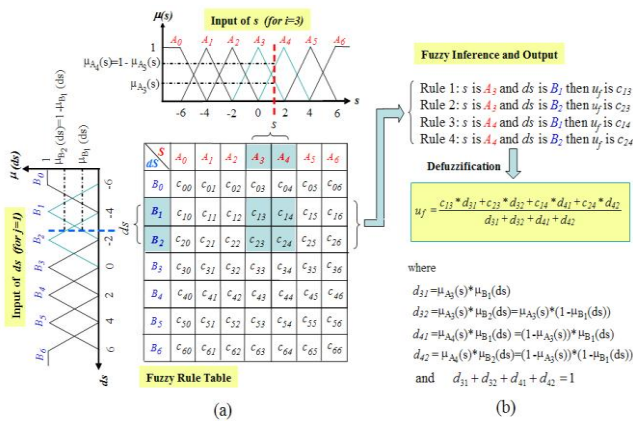 μ(s)
Input of s (for i=3)
A0 A1 A2 A3 A4 A5 A6
1
μA4(s)=1- μA3(s)
μA3(s)
-6 -4 -2 0 2 4 6 s
s
μ (ds)
1
μB2(ds)=1-μB1(ds)
μB1(ds)
B0 B1 B2 B3 B4 B5 B6
-6 -4 -2 0 2 4 6
ds
ds
Input of ds (for j=1)
S
dS
A0 A1 A2 A3 A4 A5 A6
B0 c00 c01 c02 c03 c04 c05 c06
B1 c10 c11 c12 c13 c14 c15 c16
B2 c20 c21 c22 c23 c24 c25 c26
B3 c30 c31 c32 c33 c34 c35 c36
B4 c40 c41 c42 c43 c44 c45 c46
B5 c50 c51 c52 c53 c54 c55 c56
B6 c60 c61 c62 c63 c64 c65 c66
Fuzzy Rule Table
(a)
Fuzzy Inference and Output
Rule 1: s is A3 and ds is B1 then uf is c13
Rule 2: s is A3 and ds is B2 then uf is c23
Rule 3: s is A4 and ds is B1 then uf is c14
Rule 4: s is A4 and ds is B2 then uf is c24
Defuzzification
uf = c13*d31+c23*d32+c14*d41+c24*d42
d31+d32+d41+d42
where
d31=μA3(s)*μB1(ds)
d32=μA3(s)*μB2(ds)=μA3(s)*(1-μB1(ds))
d41=μA4(s)*μB1(ds) =(1-μA3(s))*μB1(ds)
d42=μA4(s)*μB2(ds)=(1-μA3(s))*(1-μB1(ds))
and d31+d32+d41+d42=1
(b)